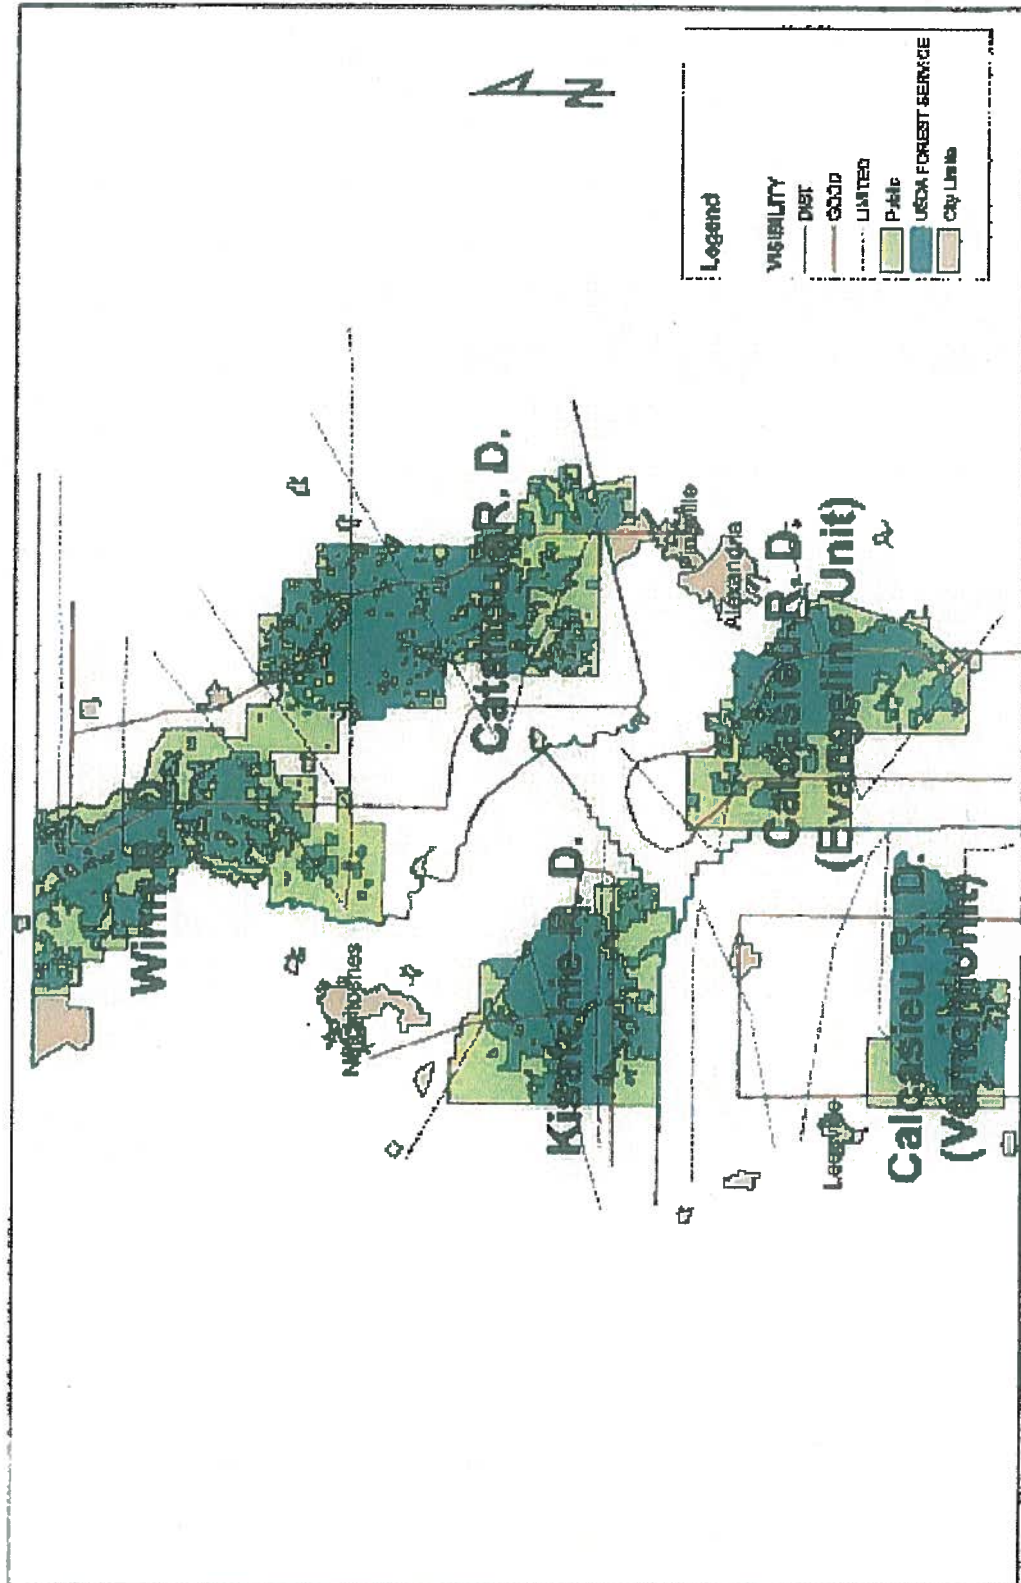 Winn R. D.
Natchitoches
Catahoula R. D.
Kisatchie R. D.
Pineville
Alexandria
Calcasieu R. D.
(Evangeline Unit)
Leesville
Calcasieu R. D.
(Vernon Unit)
N
Legend
VISIBILITY
DIST
GOOD
LIMITED
Public
USDA FOREST SERVICE
City Limits